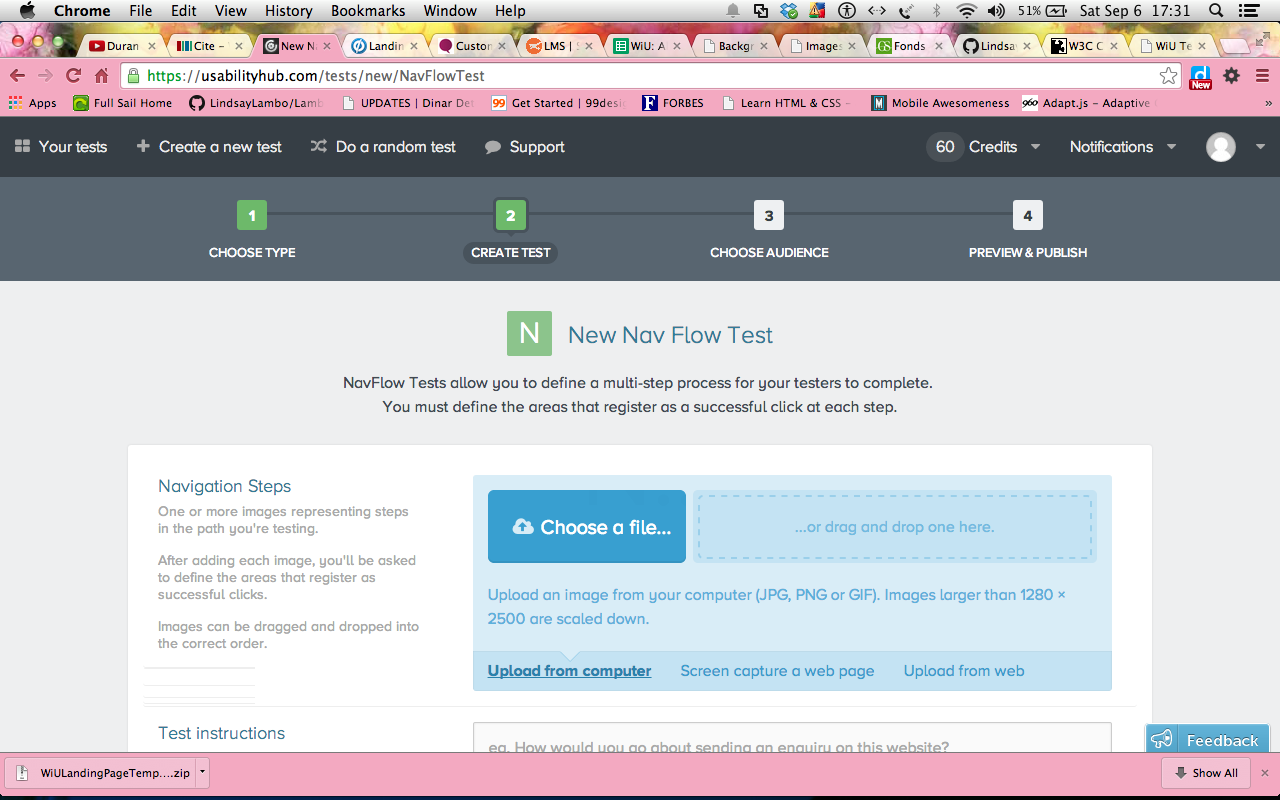 Chrome File Edit View History Bookmarks Window Help 51% Sat Sep 6 17:31
Duran Cite - New Na Landin Custom LMS | S WiU: A Backgr Images Fonds Lindsa W3C C WiU Te
https://usabilityhub.com/tests/new/NavFlowTest
New
Apps Full Sail Home LindsayLambo/Lamb UPDATES | Dinar Det 99 Get Started | 99desig F FORBES Learn HTML & CSS - M Mobile Awesomeness 960 Adapt.js - Adaptive »
Your tests Create a new test Do a random test Support 60 Credits Notifications
1 2 3 4
CHOOSE TYPE CREATE TEST CHOOSE AUDIENCE PREVIEW & PUBLISH
N New Nav Flow Test
NavFlow Tests allow you to define a multi-step process for your testers to complete.
You must define the areas that register as a successful click at each step.
Navigation Steps
One or more images representing steps
in the path you're testing.
After adding each image, you'll be asked
to define the areas that register as
successful clicks.
Images can be dragged and dropped into
the correct order.
Choose a file... ...or drag and drop one here.
Upload an image from your computer (JPG, PNG or GIF). Images larger than 1280 ×
2500 are scaled down.
Upload from computer Screen capture a web page Upload from web
Test instructions
eg. How would you go about sending an enquiry on this website?
Feedback
WiULandingPageTemp....zip Show All